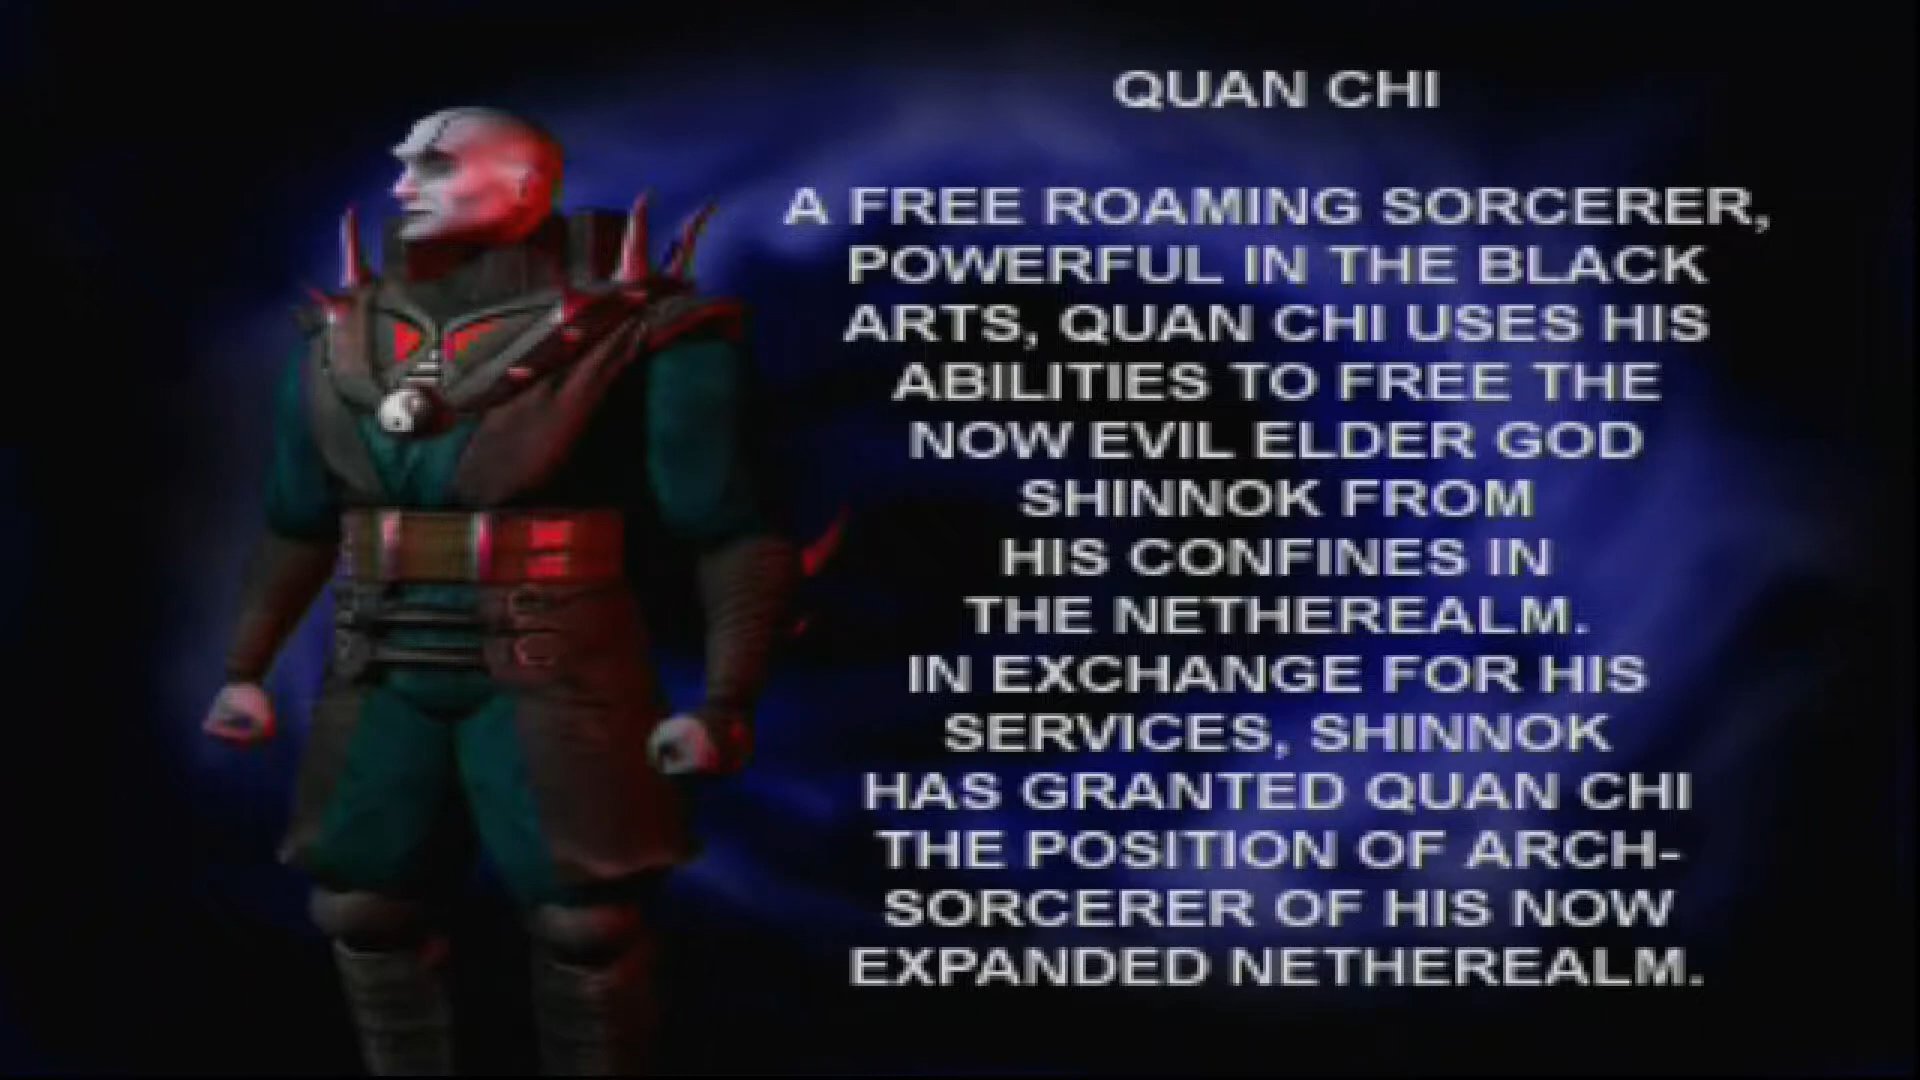 QUAN CHI
A FREE ROAMING SORCERER,
POWERFUL IN THE BLACK
ARTS, QUAN CHI USES HIS
ABILITIES TO FREE THE
NOW EVIL ELDER GOD
SHINNOK FROM
HIS CONFINES IN
THE NETHEREALM.
IN EXCHANGE FOR HIS
SERVICES, SHINNOK
HAS GRANTED QUAN CHI
THE POSITION OF ARCH-
SORCERER OF HIS NOW
EXPANDED NETHEREALM.